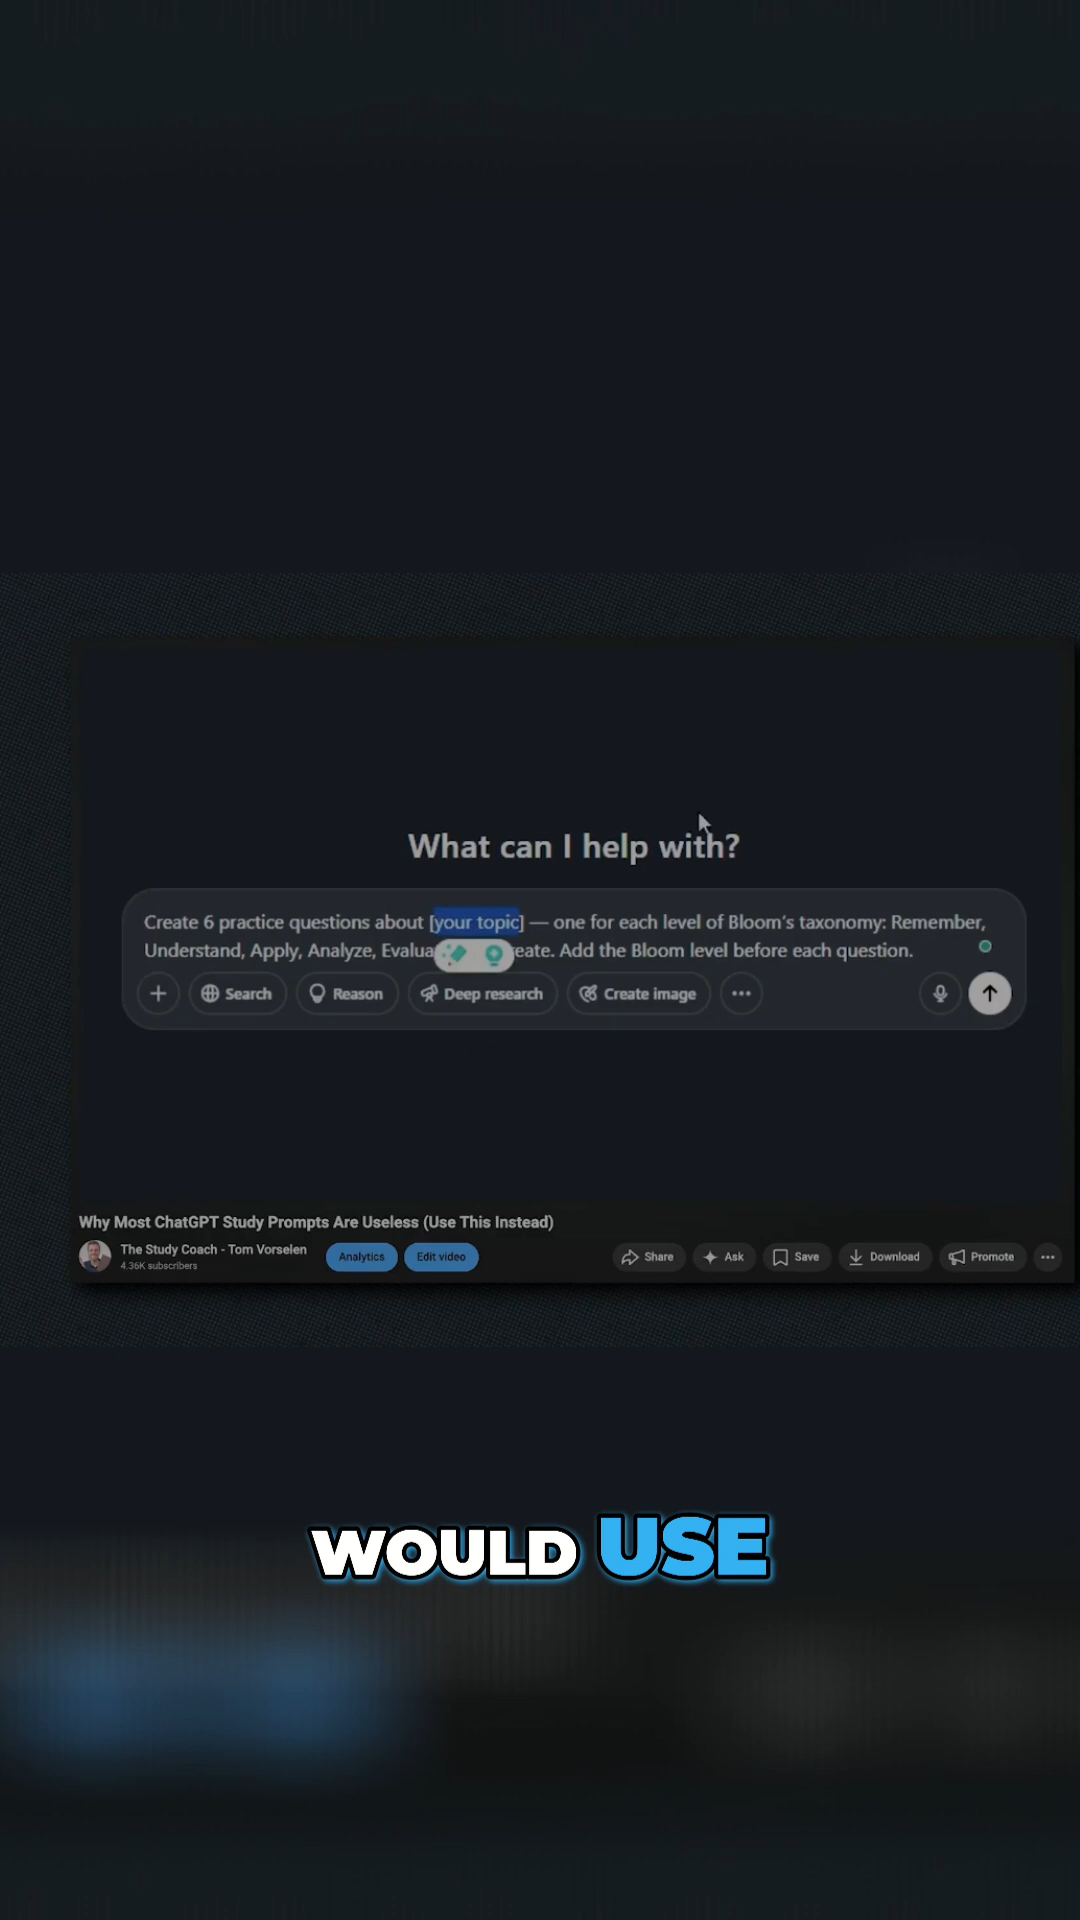 What can I help with?
Create 6 practice questions about [your topic] — one for each level of Bloom's taxonomy: Remember,
Understand, Apply, Analyze, Evalua eate. Add the Bloom level before each question.
Search Reason Deep research Create image
Why Most ChatGPT Study Prompts Are Useless (Use This Instead)
The Study Coach - Tom Vorselen
4.36K subscribers
Analytics Edit video Share Ask Save Download Promote
WOULD USE